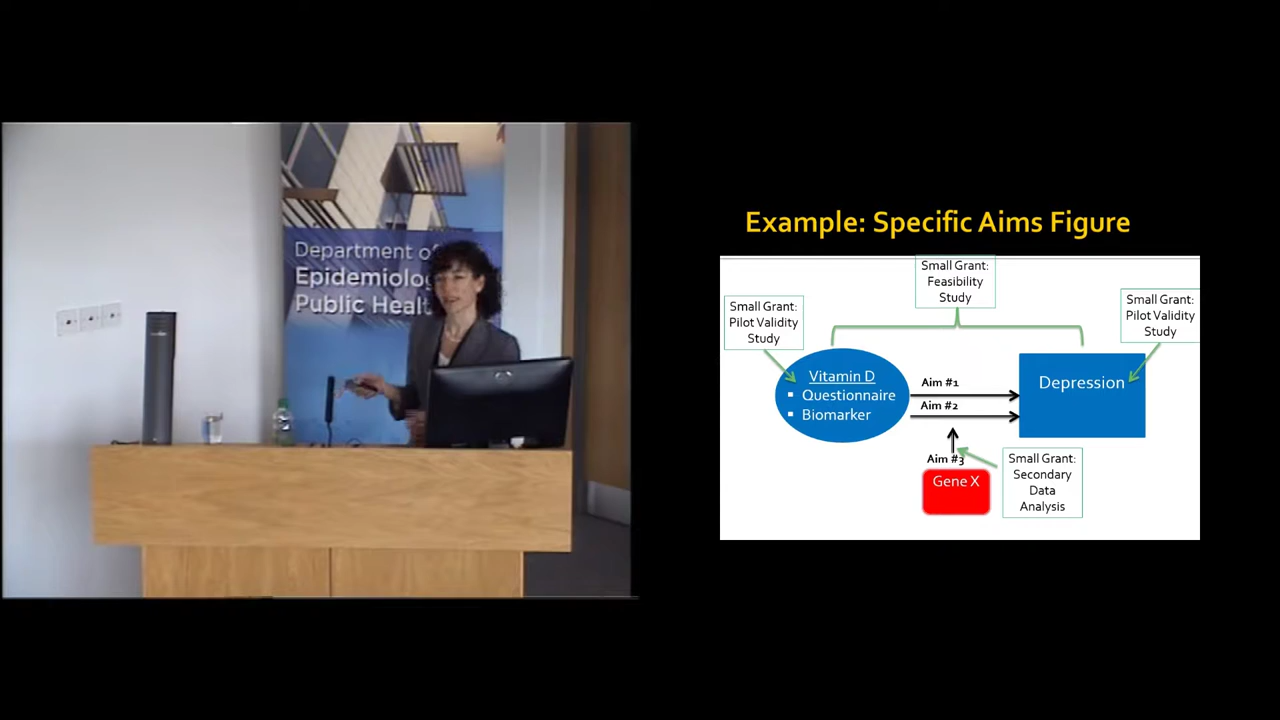 Department of
Epidemiolog
Public Healt
Example: Specific Aims Figure
Small Grant:
Feasibility
Study
Small Grant:
Pilot Validity
Study
Small Grant:
Pilot Validity
Study
Vitamin D
▪ Questionnaire
▪ Biomarker
Aim #1
Aim #2
Depression
Aim #3
Gene X
Small Grant:
Secondary
Data
Analysis